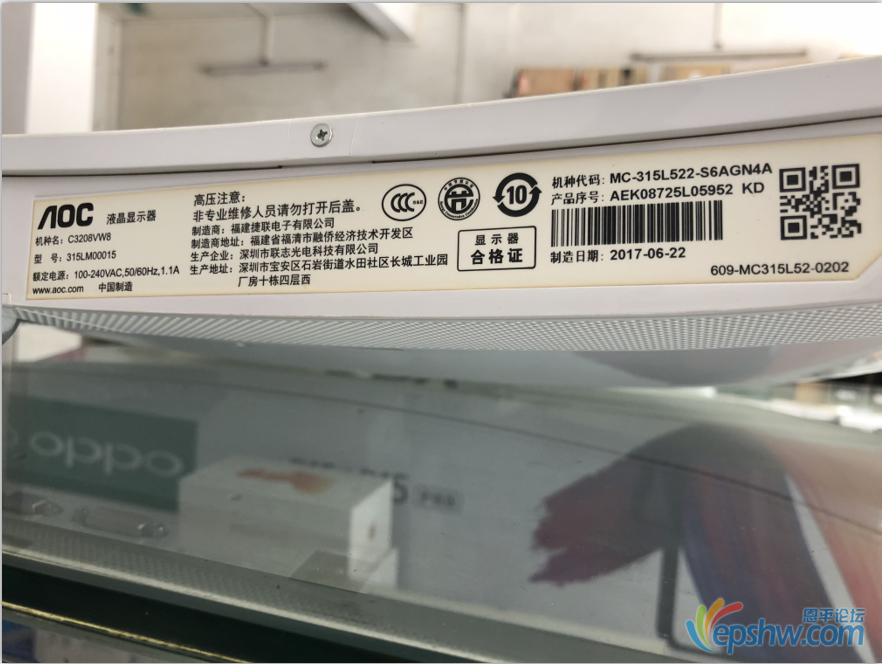 AOC 液晶显示器
机种名：C3208VW8
型 号：315LM00015
额定电源：100-240VAC,50/60Hz,1.1A
www.aoc.com 中国制造
高压注意：
非专业维修人员请勿打开后盖。
制造商：福建捷联电子有限公司
制造商地址：福建省福清市融侨经济技术开发区
生产企业：深圳市联志光电科技有限公司
生产地址：深圳市宝安区石岩街道水田社区长城工业园
厂房十栋四层西
CCC
10
显示器
合格证
机种代码：MC-315L522-S6AGN4A
产品序号：AEK08725L05952 KD
制造日期：2017-06-22
609-MC315L52-0202
oppo
恩平论坛
epshw.com